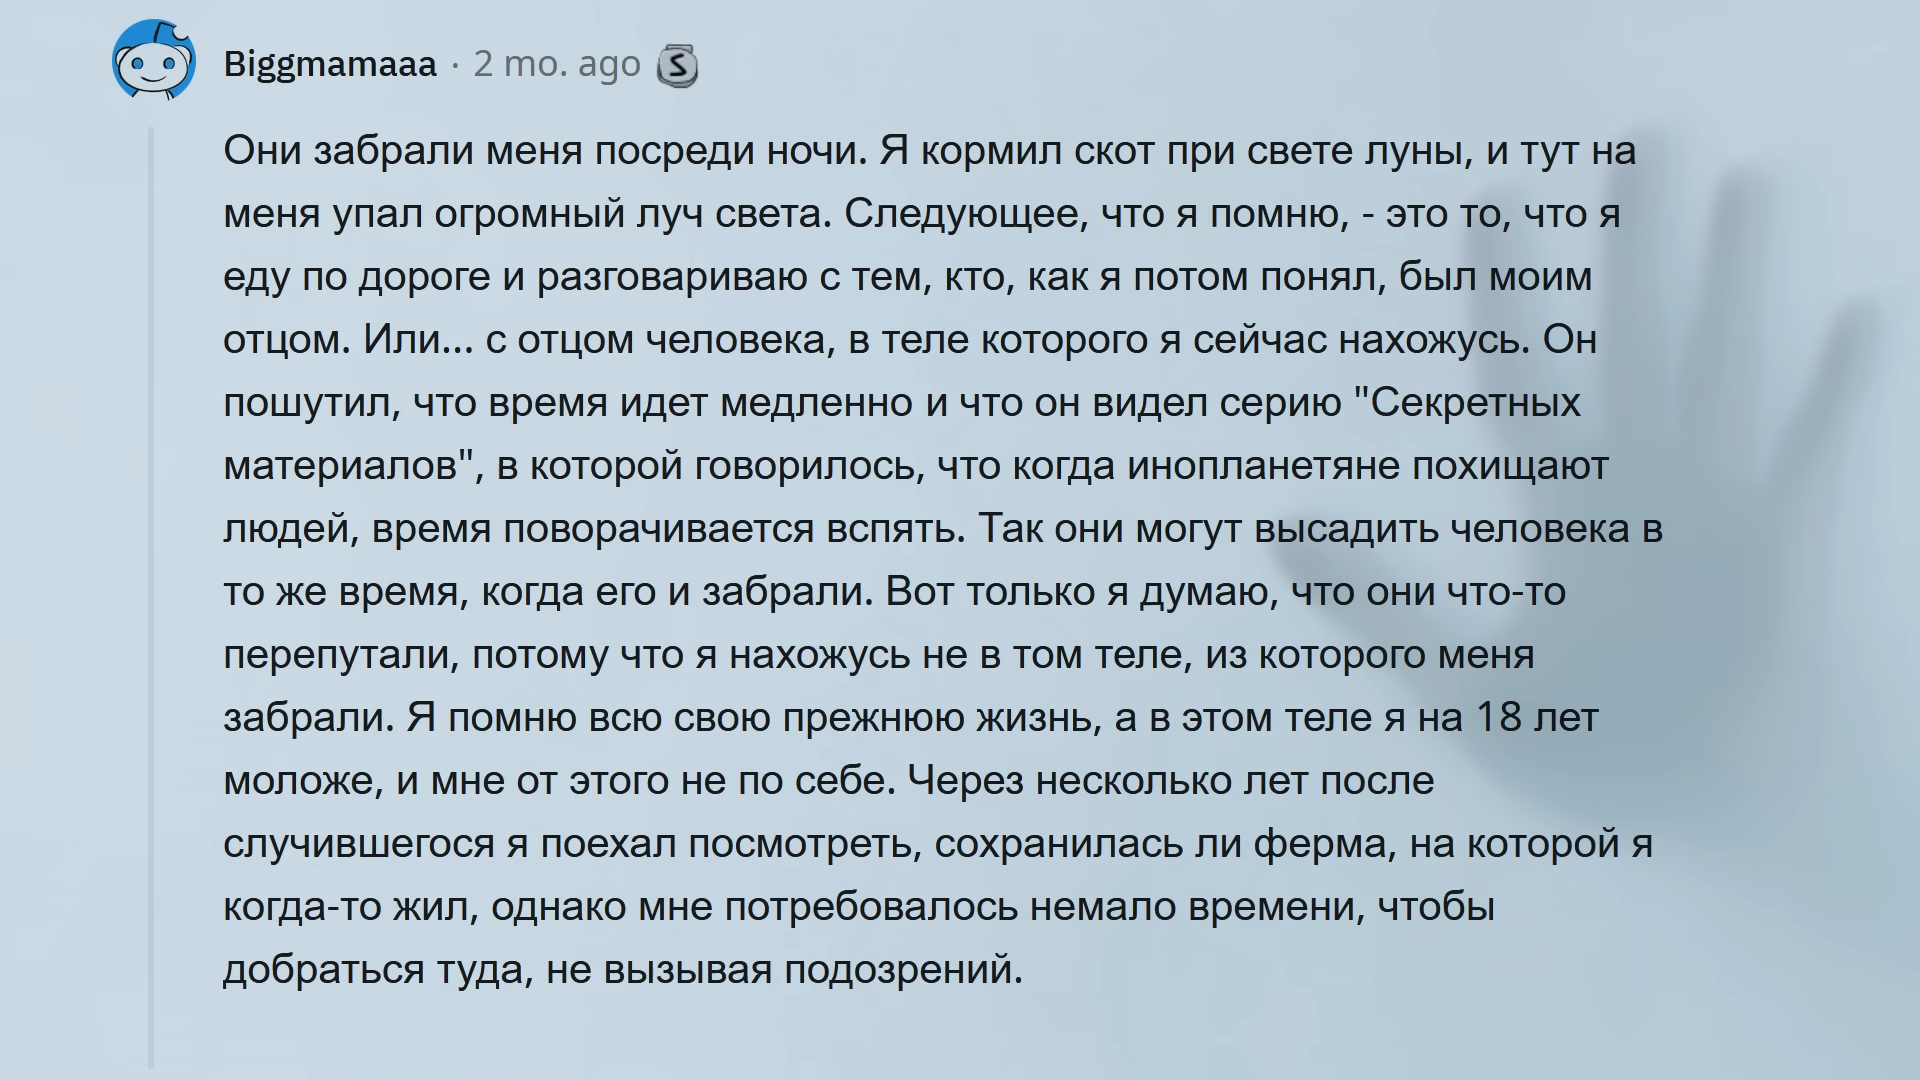 Biggmamaaa · 2 mo. ago S
Они забрали меня посреди ночи. Я кормил скот при свете луны, и тут на
меня упал огромный луч света. Следующее, что я помню, - это то, что я
еду по дороге и разговариваю с тем, кто, как я потом понял, был моим
отцом. Или... с отцом человека, в теле которого я сейчас нахожусь. Он
пошутил, что время идет медленно и что он видел серию "Секретных
материалов", в которой говорилось, что когда инопланетяне похищают
людей, время поворачивается вспять. Так они могут высадить человека в
то же время, когда его и забрали. Вот только я думаю, что они что-то
перепутали, потому что я нахожусь не в том теле, из которого меня
забрали. Я помню всю свою прежнюю жизнь, а в этом теле я на 18 лет
моложе, и мне от этого не по себе. Через несколько лет после
случившегося я поехал посмотреть, сохранилась ли ферма, на которой я
когда-то жил, однако мне потребовалось немало времени, чтобы
добраться туда, не вызывая подозрений.